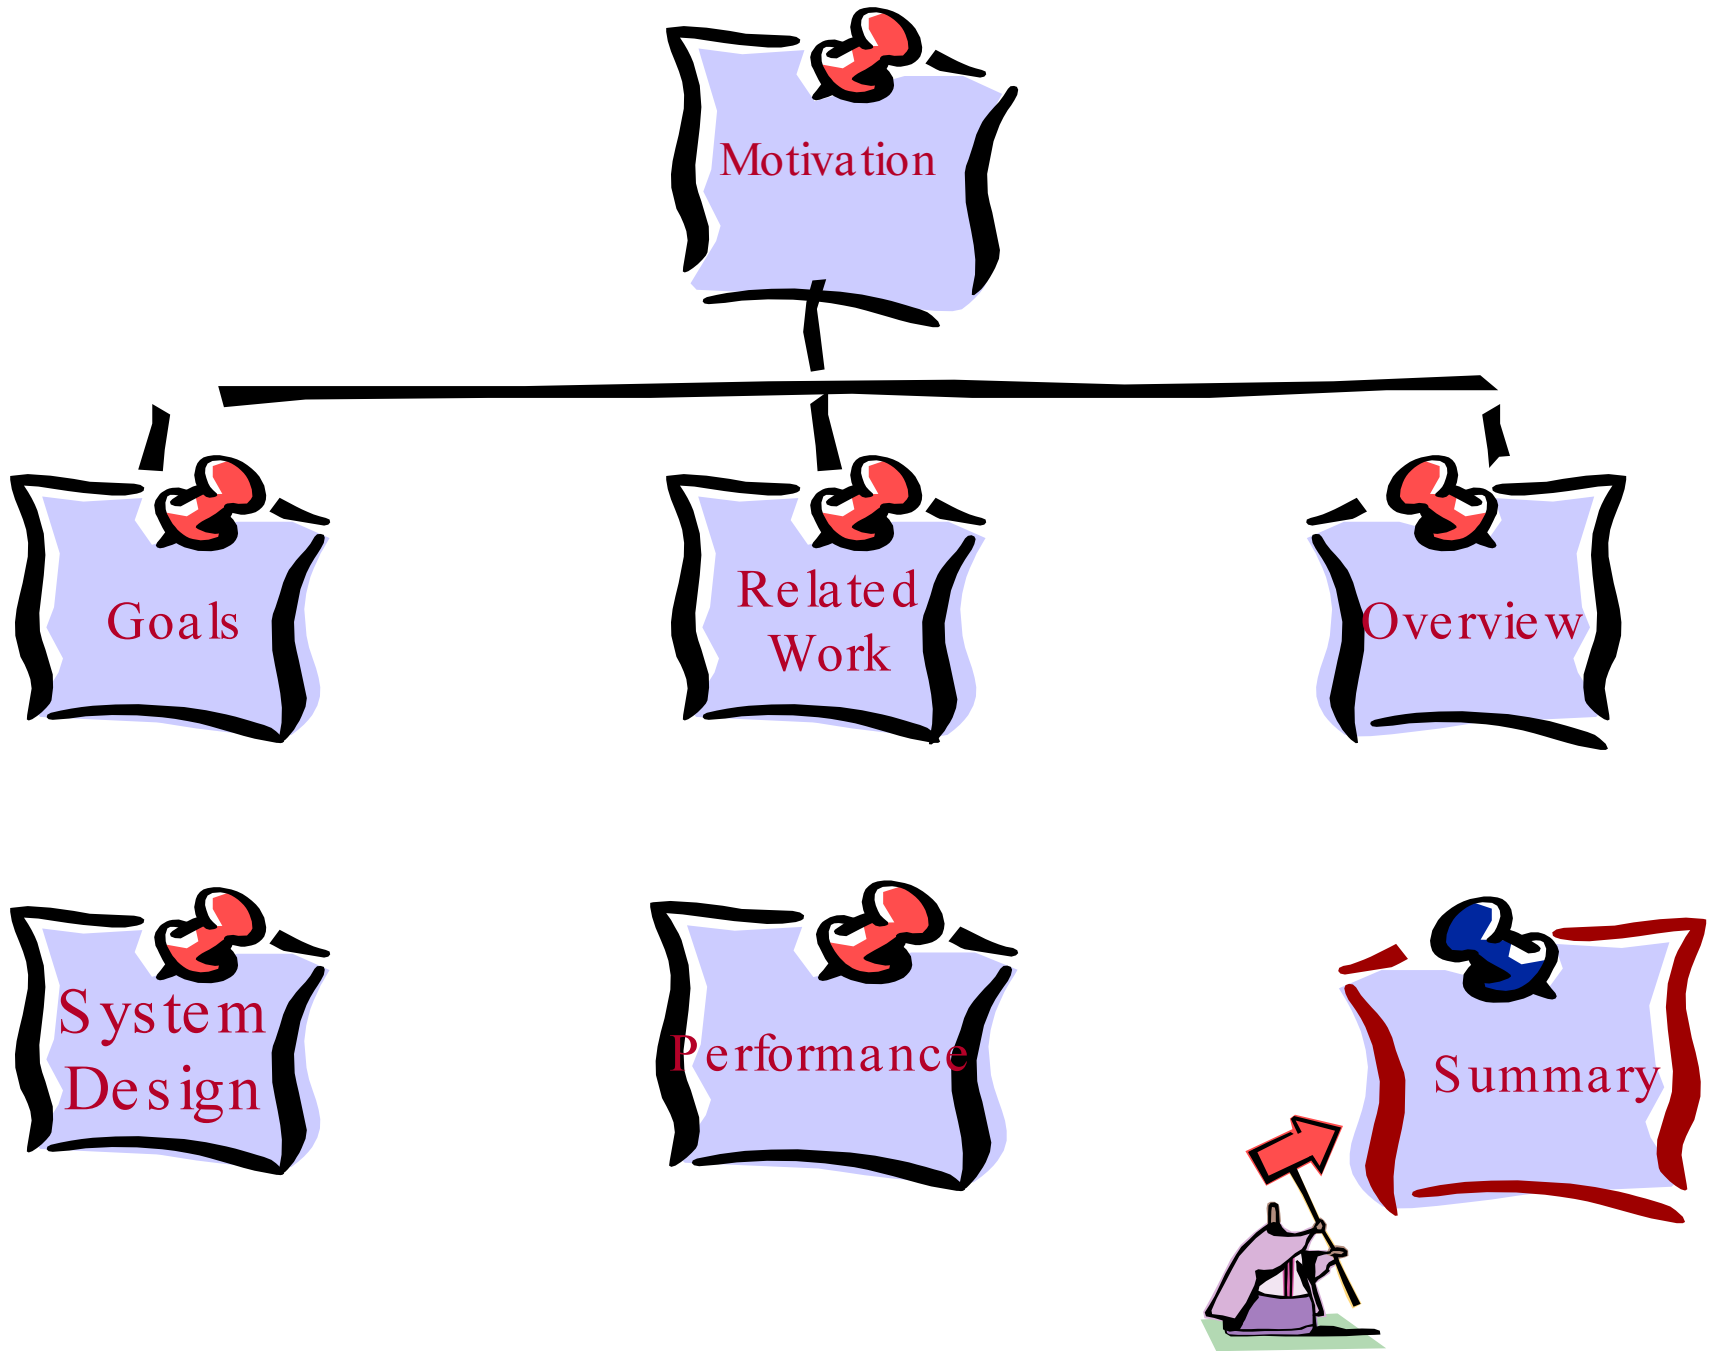 Motivation
Goals
Related
Work
Overview
System
Design
Performance
Summary